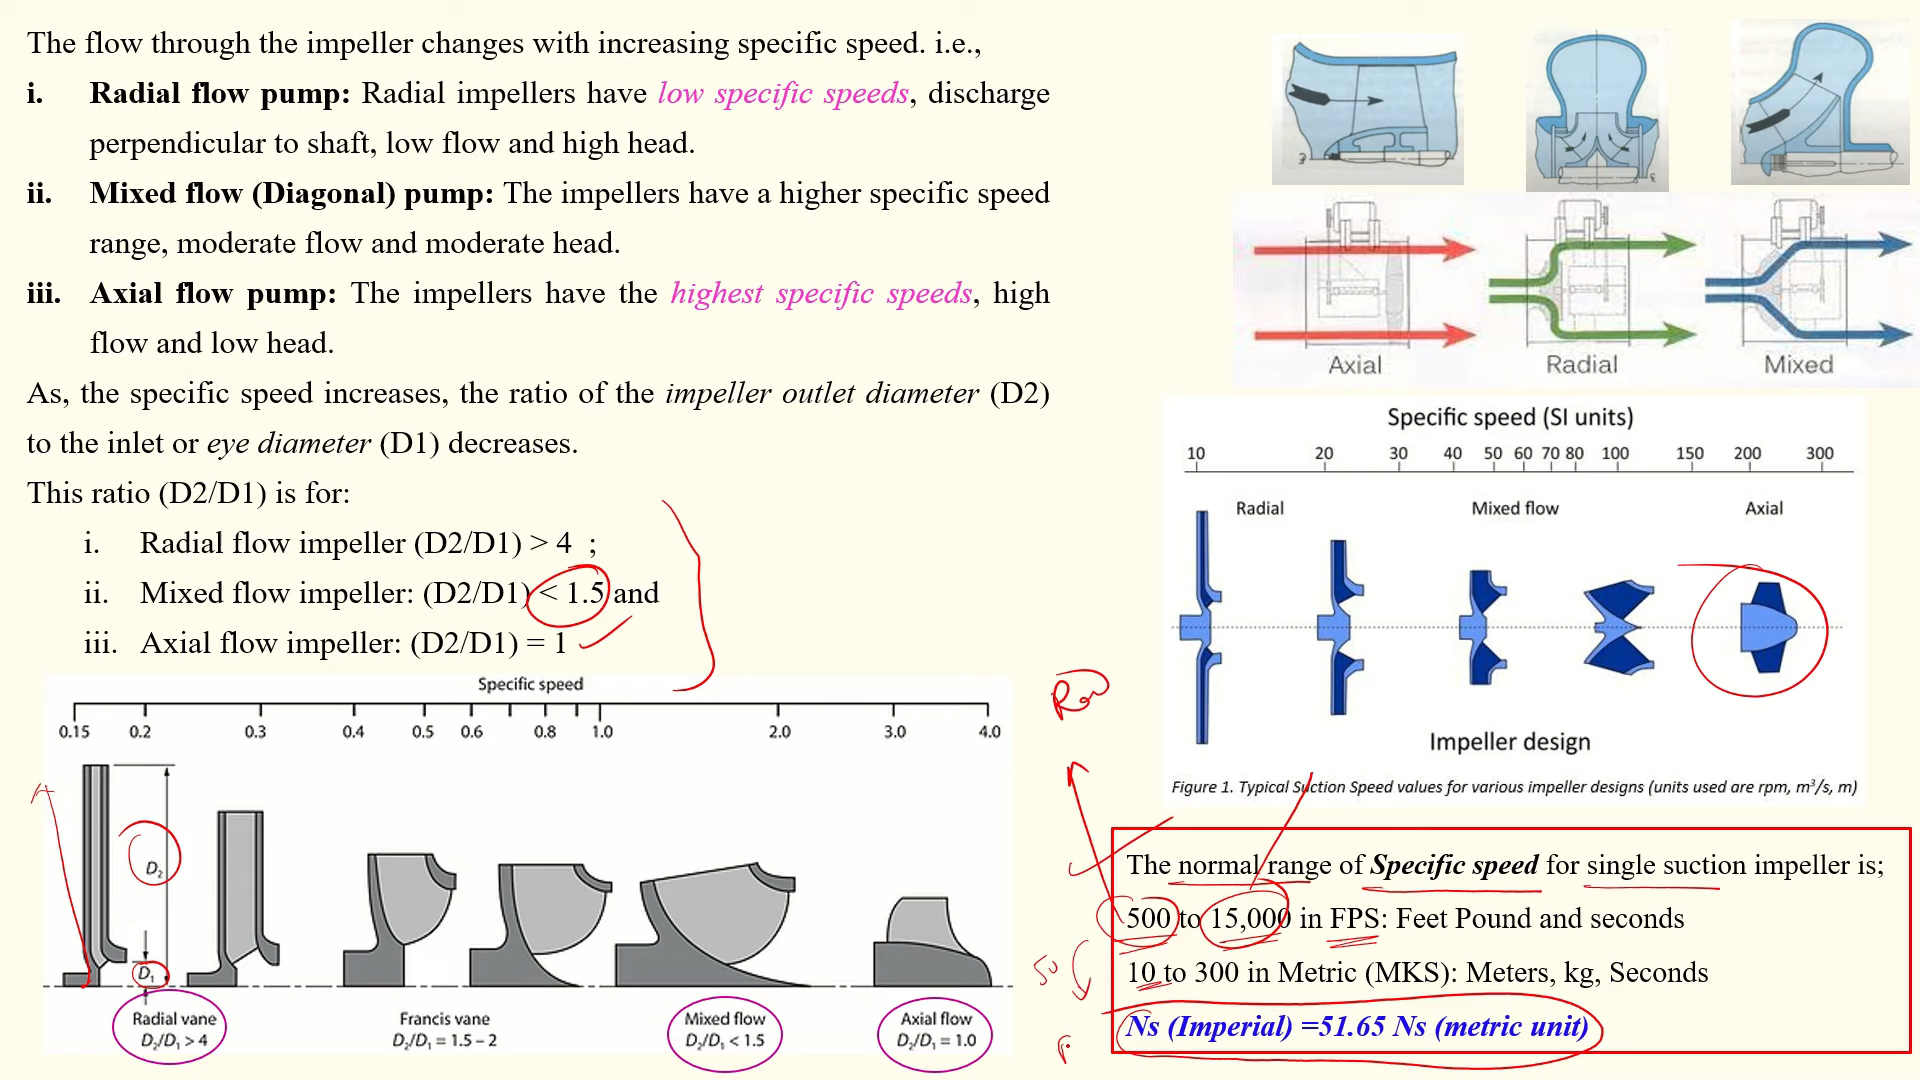 The flow through the impeller changes with increasing specific speed. i.e.,
i. Radial flow pump: Radial impellers have low specific speeds, discharge
perpendicular to shaft, low flow and high head.
ii. Mixed flow (Diagonal) pump: The impellers have a higher specific speed
range, moderate flow and moderate head.
iii. Axial flow pump: The impellers have the highest specific speeds, high
flow and low head.
As, the specific speed increases, the ratio of the impeller outlet diameter (D2)
to the inlet or eye diameter (D1) decreases.
This ratio (D2/D1) is for:
i. Radial flow impeller (D2/D1) > 4 ;
ii. Mixed flow impeller: (D2/D1) < 1.5 and
iii. Axial flow impeller: (D2/D1) = 1
Specific speed
0.15 0.2 0.3 0.4 0.5 0.6 0.8 1.0 2.0 3.0 4.0
D₂
D₁
Radial vane
D₂/D₁ > 4
Francis vane
D₂/D₁ = 1.5 – 2
Mixed flow
D₂/D₁ < 1.5
Axial flow
D₂/D₁ = 1.0
Axial Radial Mixed
Specific speed (SI units)
10 20 30 40 50 60 70 80 100 150 200 300
Radial Mixed flow Axial
Impeller design
Figure 1. Typical Suction Speed values for various impeller designs (units used are rpm, m³/s, m)
The normal range of Specific speed for single suction impeller is;
500 to 15,000 in FPS: Feet Pound and seconds
10 to 300 in Metric (MKS): Meters, kg, Seconds
Ns (Imperial) =51.65 Ns (metric unit)